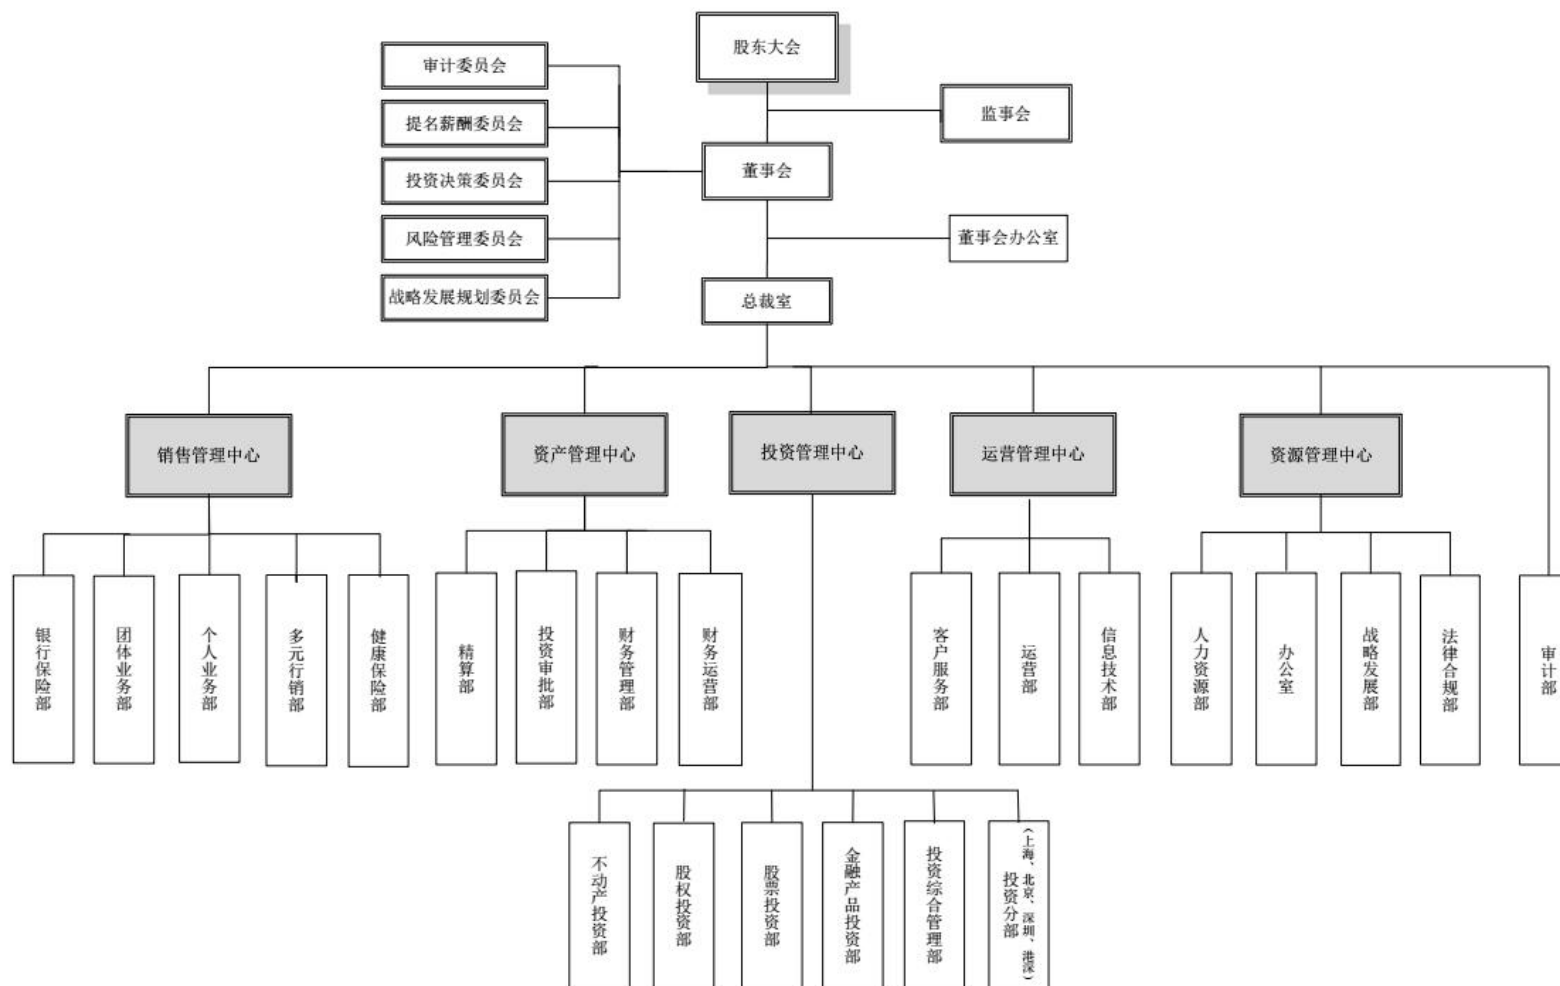 股东大会
审计委员会
监事会
提名薪酬委员会
董事会
投资决策委员会
风险管理委员会
董事会办公室
战略发展规划委员会
总裁室
销售管理中心
资产管理中心
投资管理中心
运营管理中心
资源管理中心
银行保险部
团体业务部
个人业务部
多元行销部
健康保险部
精算部
投资审批部
财务管理部
财务运营部
客户服务部
运营部
信息技术部
人力资源部
办公室
战略发展部
法律合规部
审计部
不动产投资部
股权投资部
股票投资部
金融产品投资部
投资综合管理部
投资分部
（上海、北京、深圳、港深）